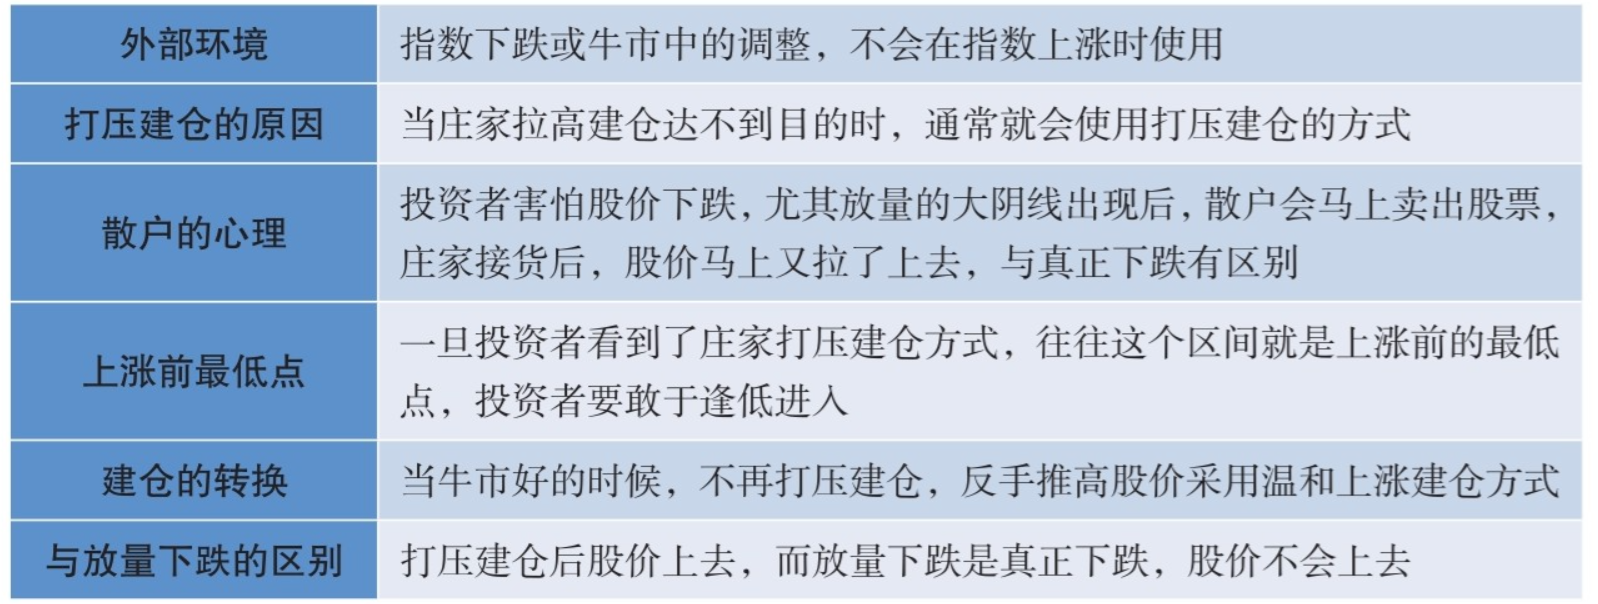 外部环境
指数下跌或牛市中的调整，不会在指数上涨时使用
打压建仓的原因
当庄家拉高建仓达不到目的时，通常就会使用打压建仓的方式
散户的心理
投资者害怕股价下跌，尤其放量的大阴线出现后，散户会马上卖出股票，
庄家接货后，股价马上又拉了上去，与真正下跌有区别
上涨前最低点
一旦投资者看到了庄家打压建仓方式，往往这个区间就是上涨前的最低
点，投资者要敢于逢低进入
建仓的转换
当牛市好的时候，不再打压建仓，反手推高股价采用温和上涨建仓方式
与放量下跌的区别
打压建仓后股价上去，而放量下跌是真正下跌，股价不会上去